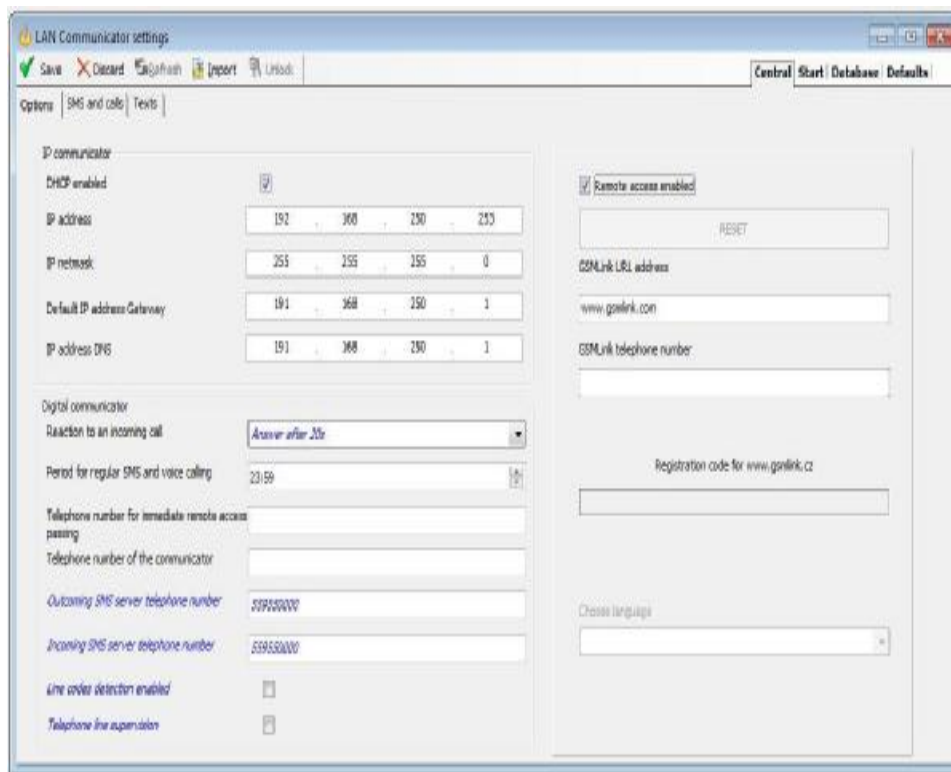 LAN Communicator settings
Save Discard Refresh Import Unlock
Central Start Database Defaults
Options SMS and calls Texts
IP communicator
DHCP enabled
IP address 192 . 168 . 250 . 253
IP netmask 255 . 255 . 255 . 0
Default IP address Gateway 191 . 168 . 250 . 1
IP address DNS 191 . 168 . 250 . 1
Digital communicator
Reaction to an incoming call Answer after 20s
Period for regular SMS and voice calling 23:59
Telephone number for immediate remote access
passing
Telephone number of the communicator
Outcoming SMS server telephone number
Incoming SMS server telephone number
Line codes detection enabled
Telephone line supervision
Remote access enabled
RESET
GSMLink URL address
www.gsmlink.com
GSMLink telephone number
Registration code for www.gsmlink.cz
Choose language